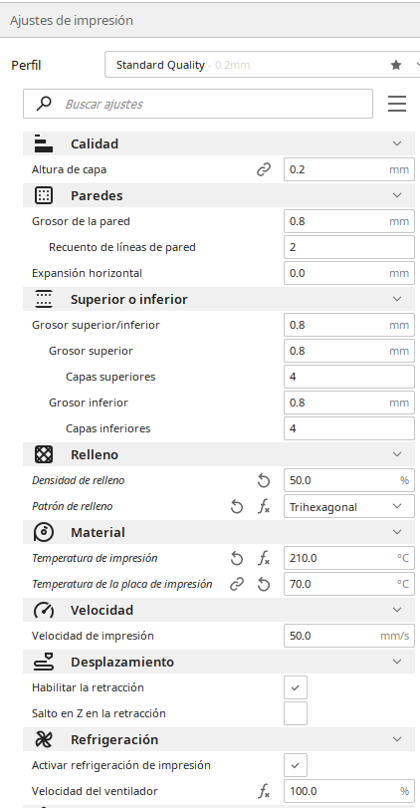 Ajustes de impresión
Perfil Standard Quality - 0.2mm
Buscar ajustes
Calidad
Altura de capa 0.2 mm
Paredes
Grosor de la pared 0.8 mm
Recuento de líneas de pared 2
Expansión horizontal 0.0 mm
Superior o inferior
Grosor superior/inferior 0.8 mm
Grosor superior 0.8 mm
Capas superiores 4
Grosor inferior 0.8 mm
Capas inferiores 4
Relleno
Densidad de relleno 50.0 %
Patrón de relleno Trihexagonal
Material
Temperatura de impresión 210.0 °C
Temperatura de la placa de impresión 70.0 °C
Velocidad
Velocidad de impresión 50.0 mm/s
Desplazamiento
Habilitar la retracción
Salto en Z en la retracción
Refrigeración
Activar refrigeración de impresión
Velocidad del ventilador 100.0 %